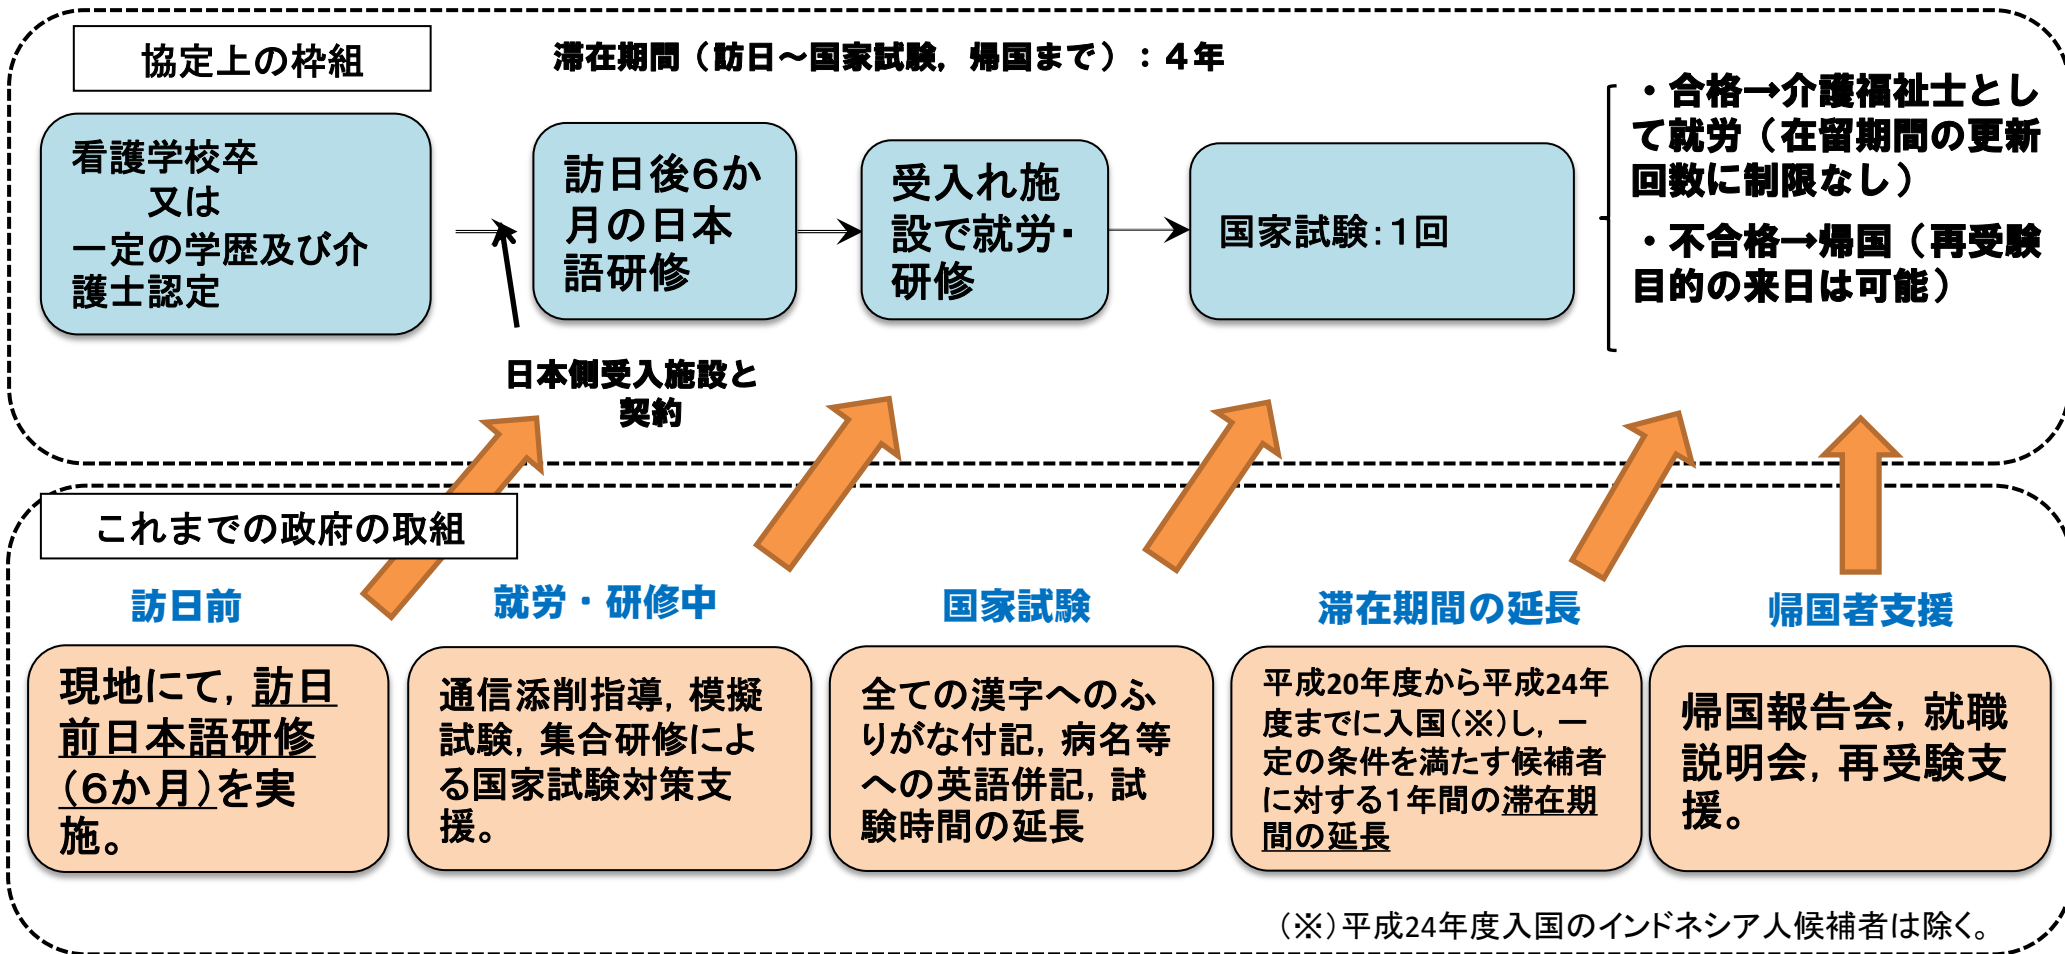 協定上の枠組
滞在期間（訪日～国家試験，帰国まで）：４年
看護学校卒
又は
一定の学歴及び介
護士認定
訪日後６か
月の日本
語研修
受入れ施
設で就労・
研修
国家試験：１回
・合格→介護福祉士とし
て就労（在留期間の更新
回数に制限なし）
・不合格→帰国（再受験
目的の来日は可能）
日本側受入施設と
契約
これまでの政府の取組
訪日前
現地にて，訪日
前日本語研修
（６か月）を実
施。
就労・研修中
通信添削指導，模擬
試験，集合研修によ
る国家試験対策支
援。
国家試験
全ての漢字へのふ
りがな付記，病名等
への英語併記，試
験時間の延長
滞在期間の延長
平成20年度から平成24年
度までに入国（※）し，一
定の条件を満たす候補者
に対する１年間の滞在期
間の延長
帰国者支援
帰国報告会，就職
説明会，再受験支
援。
（※）平成24年度入国のインドネシア人候補者は除く。